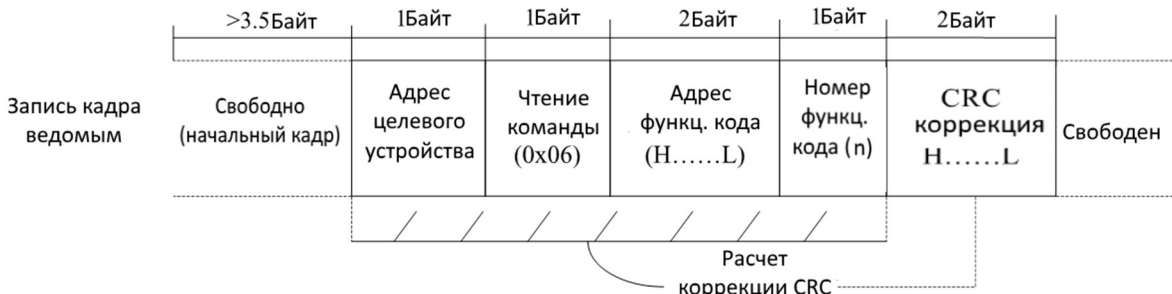 >3.5Байт 1Байт 1Байт 2Байт 1Байт 2Байт
Запись кадра
ведомым
Свободно
(начальный кадр)
Адрес
целевого
устройства
Чтение
команды
(0x06)
Адрес
функц. кода
(H......L)
Номер
функц.
кода (n)
CRC
коррекция
H......L
Свободен
Расчет
коррекции CRC